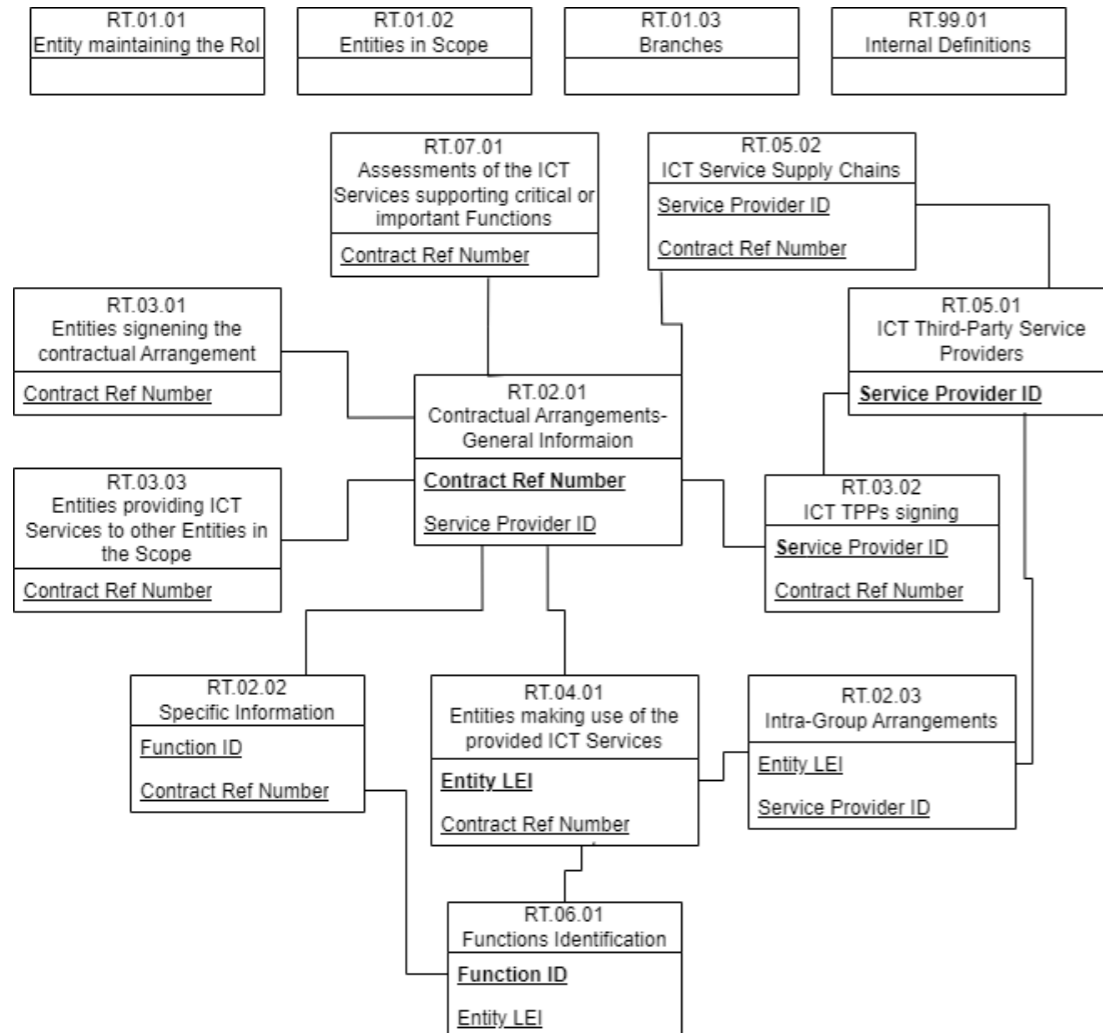 RT.01.01
Entity maintaining the RoI
RT.01.02
Entities in Scope
RT.01.03
Branches
RT.99.01
Internal Definitions
RT.07.01
Assessments of the ICT
Services supporting critical or
important Functions
Contract Ref Number
RT.05.02
ICT Service Supply Chains
Service Provider ID
Contract Ref Number
RT.03.01
Entities signening the
contractual Arrangement
Contract Ref Number
RT.05.01
ICT Third-Party Service
Providers
Service Provider ID
RT.02.01
Contractual Arrangements-
General Informaion
Contract Ref Number
Service Provider ID
RT.03.03
Entities providing ICT
Services to other Entities in
the Scope
Contract Ref Number
RT.03.02
ICT TPPs signing
Service Provider ID
Contract Ref Number
RT.02.02
Specific Information
Function ID
Contract Ref Number
RT.04.01
Entities making use of the
provided ICT Services
Entity LEI
Contract Ref Number
RT.02.03
Intra-Group Arrangements
Entity LEI
Service Provider ID
RT.06.01
Functions Identification
Function ID
Entity LEI